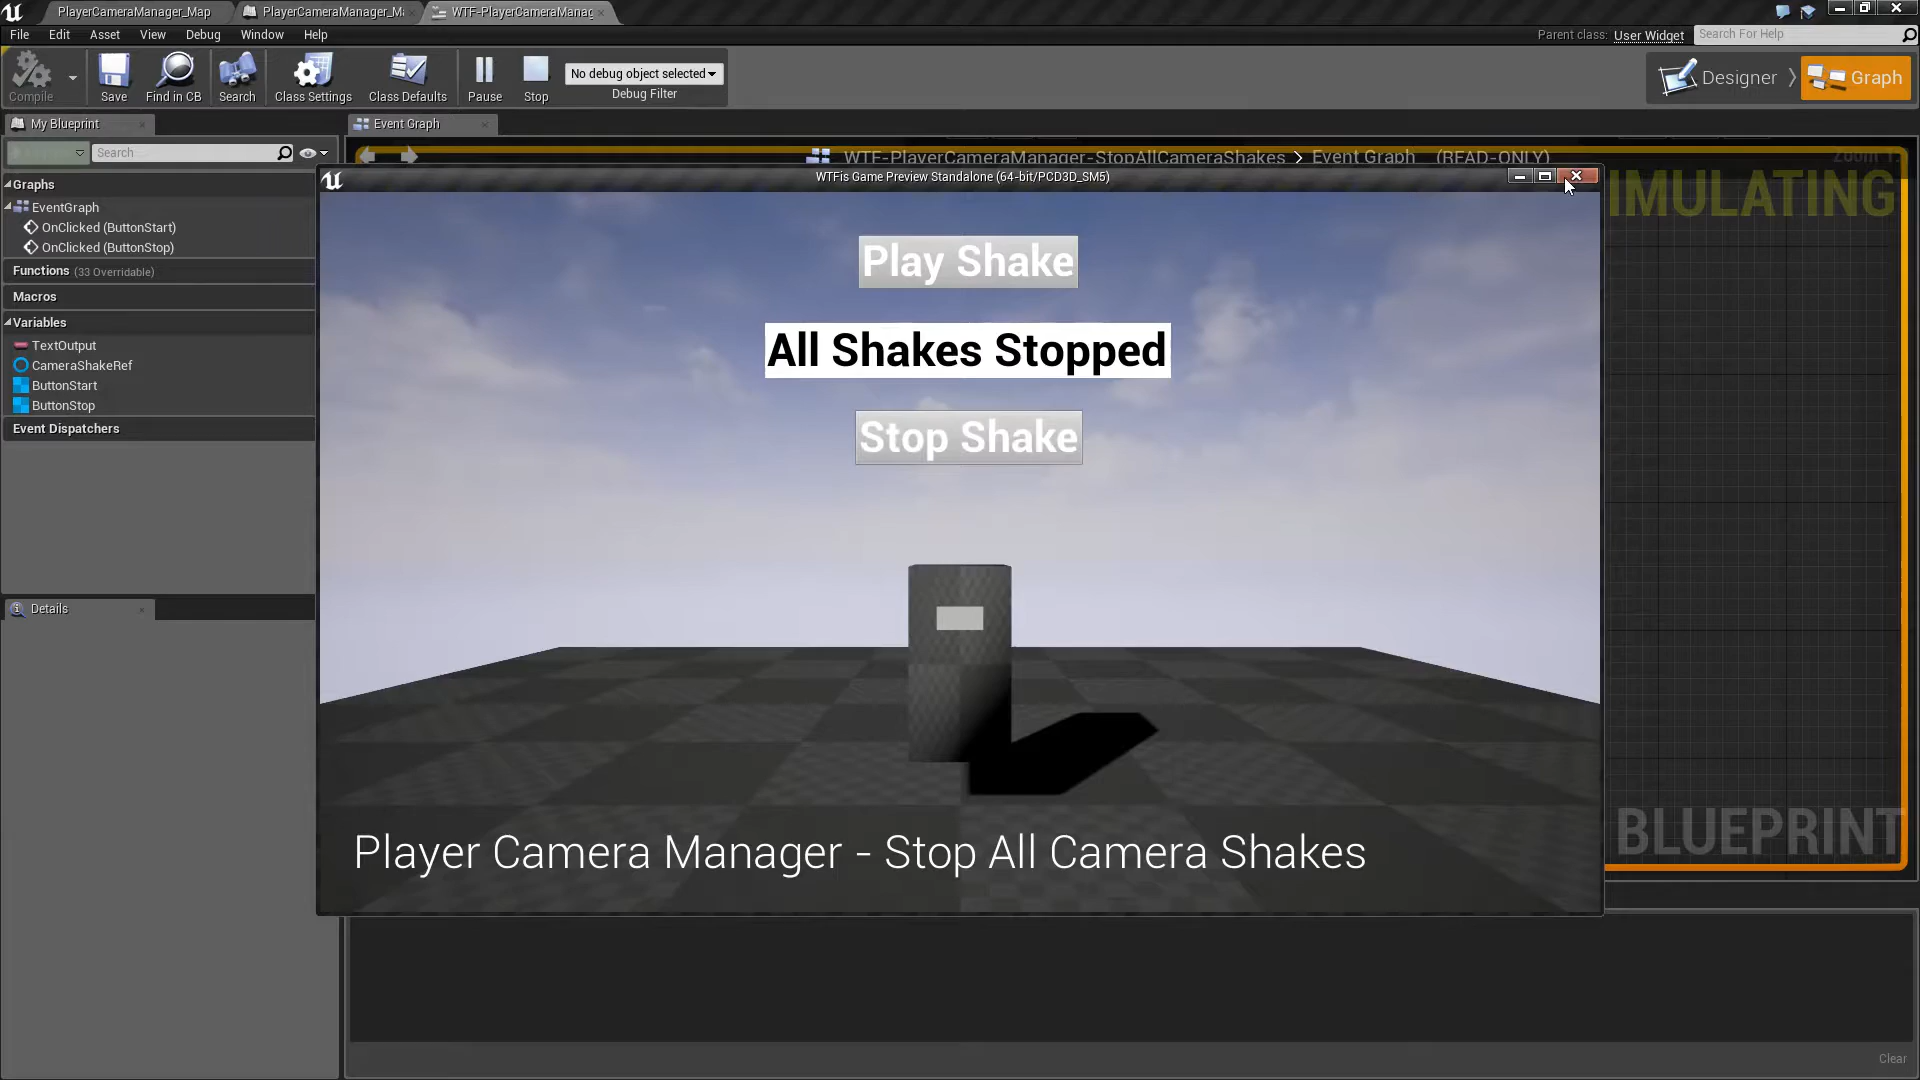 PlayerCameraManager_Map
PlayerCameraManager_Ma
WTF-PlayerCameraManag
File Edit Asset View Debug Window Help
Parent class: User Widget
Search For Help
Compile
Save
Find in CB
Search
Class Settings
Class Defaults
Pause
Stop
No debug object selected
Debug Filter
Designer
Graph
My Blueprint
Event Graph
Search
WTF-PlayerCameraManager-StopAllCameraShakes > Event Graph (READ-ONLY)
WTFis Game Preview Standalone (64-bit/PCD3D_SM5)
IMULATING
Graphs
EventGraph
OnClicked (ButtonStart)
OnClicked (ButtonStop)
Functions (33 Overridable)
Macros
Variables
TextOutput
CameraShakeRef
ButtonStart
ButtonStop
Event Dispatchers
Details
Play Shake
All Shakes Stopped
Stop Shake
Player Camera Manager - Stop All Camera Shakes
BLUEPRINT
Clear